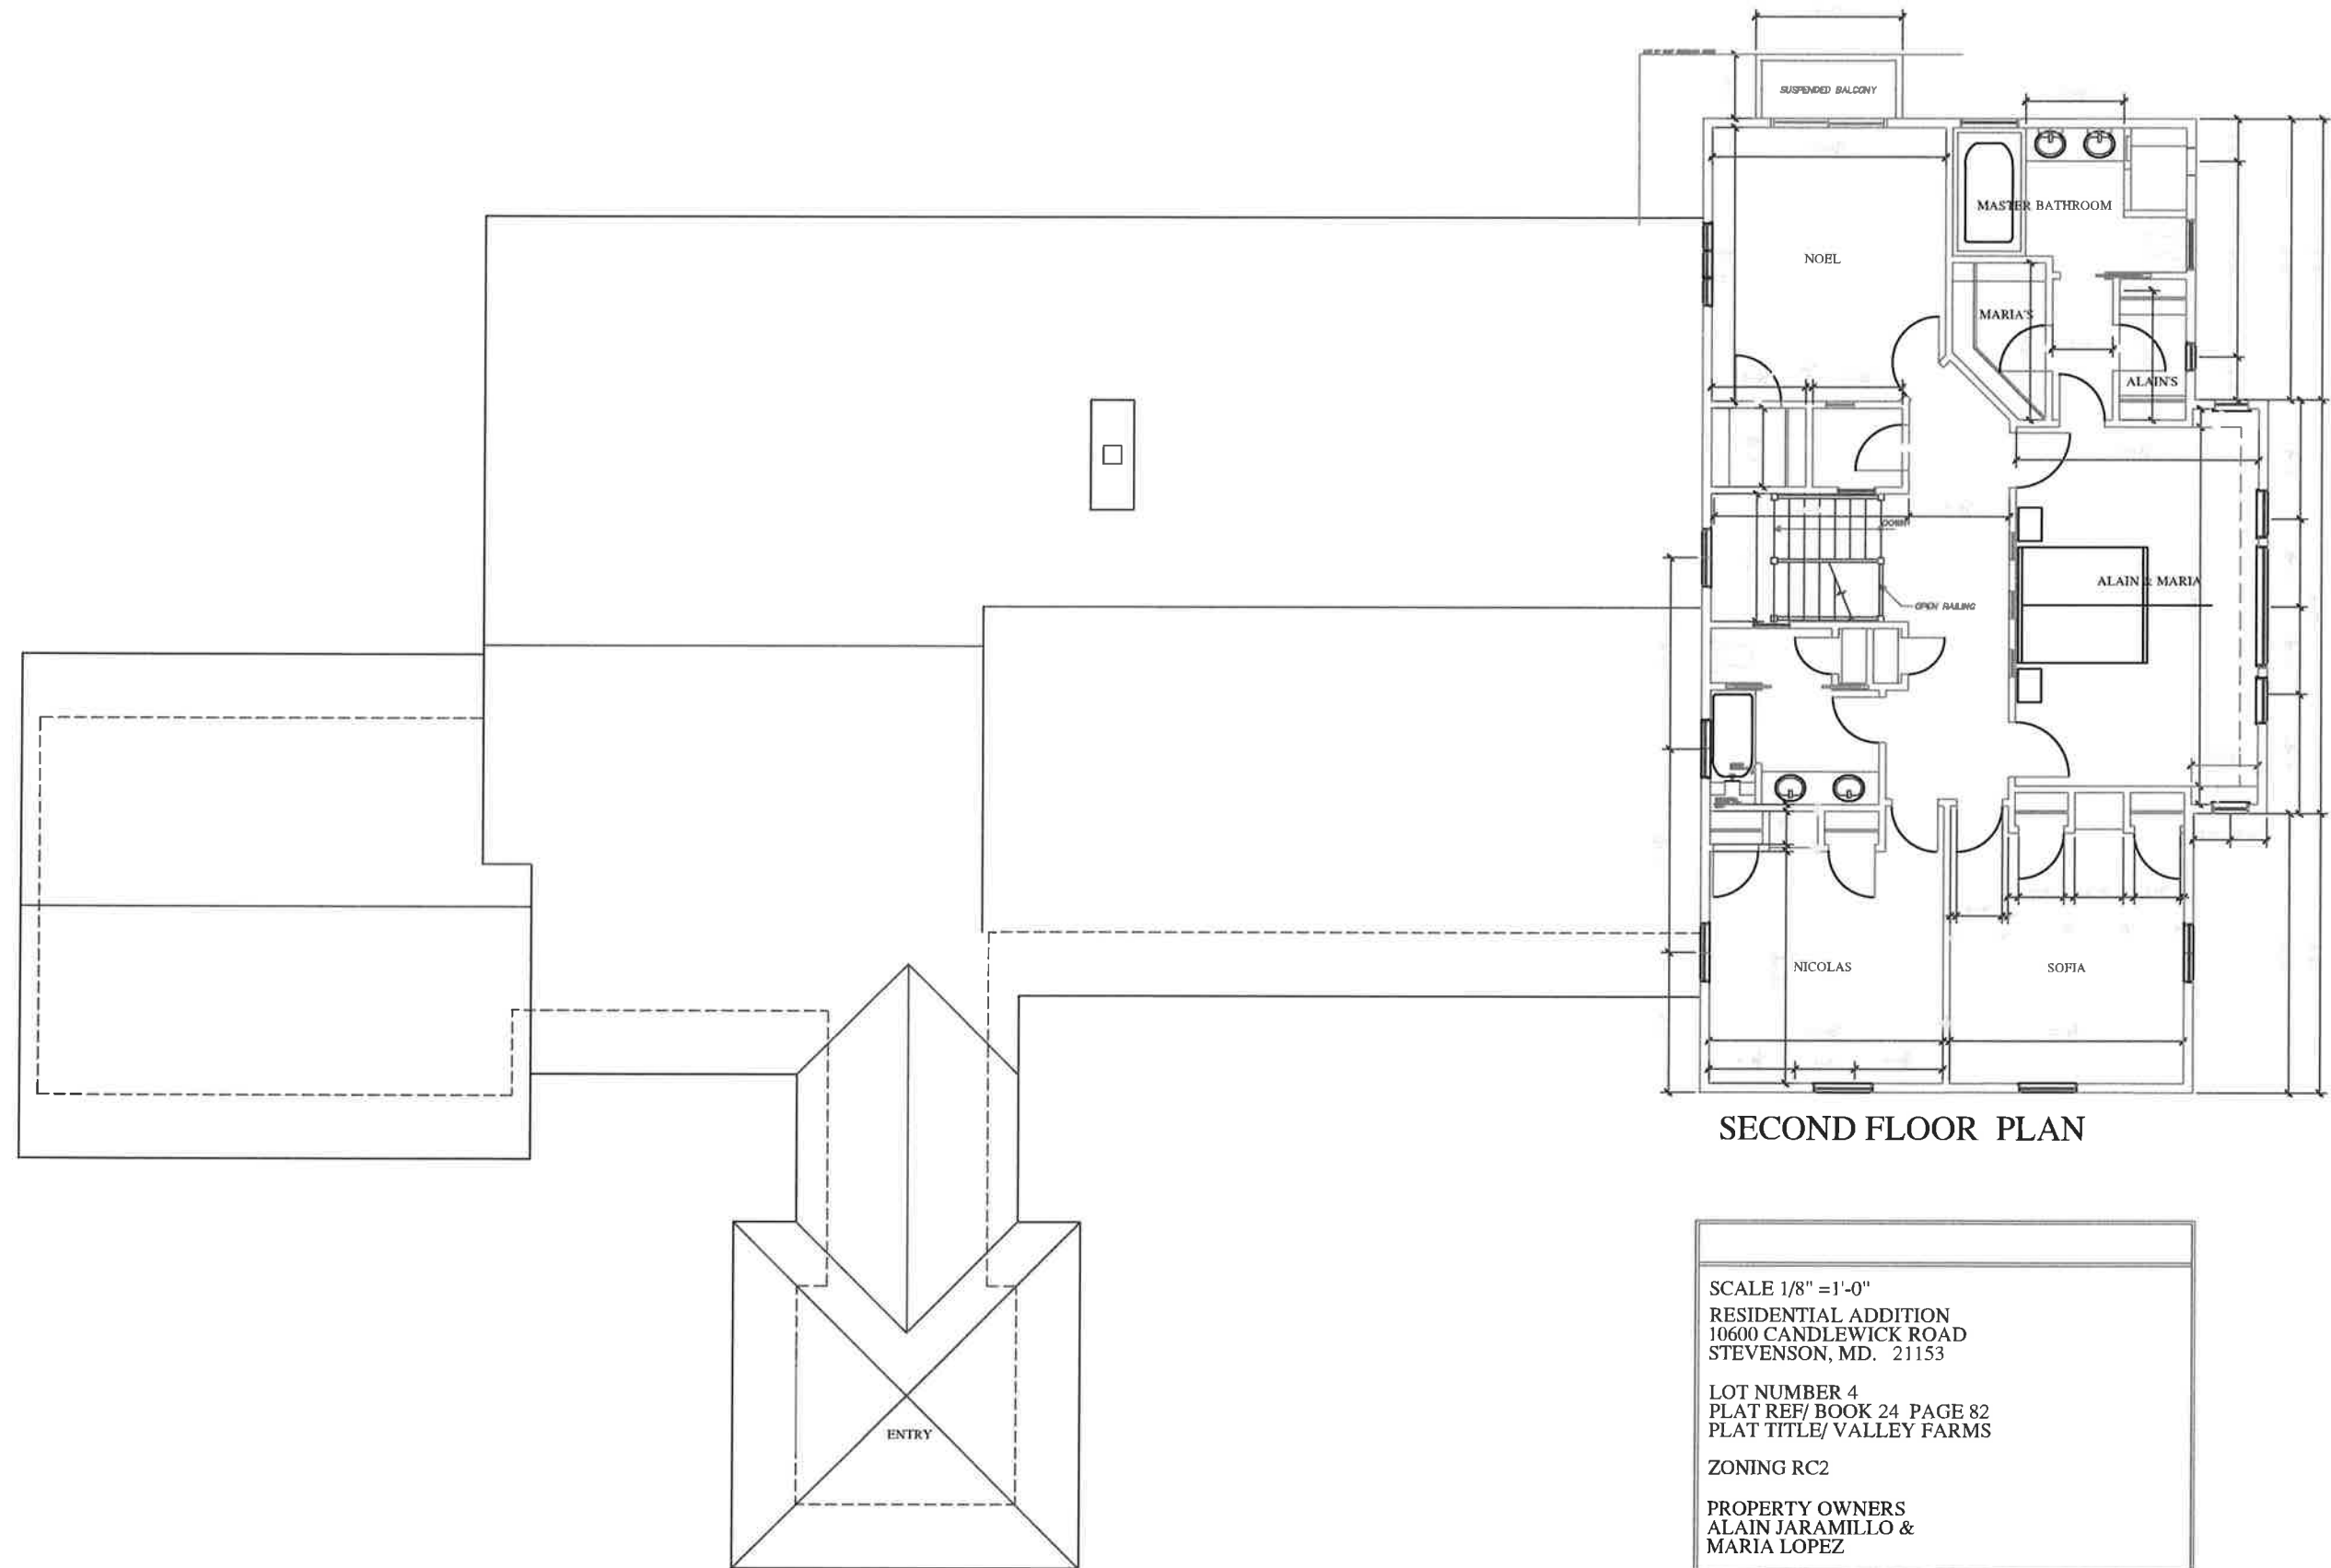 SUSPENDED BALCONY
MASTER BATHROOM
NOEL
MARIA'S
ALAIN'S
DOWN
ALAIN & MARIA
OPEN RAILING
NICOLAS
SOFIA
SECOND FLOOR PLAN
ENTRY
SCALE 1/8" =1'-0"
RESIDENTIAL ADDITION
10600 CANDLEWICK ROAD
STEVENSON, MD. 21153
LOT NUMBER 4
PLAT REF/ BOOK 24 PAGE 82
PLAT TITLE/ VALLEY FARMS
ZONING RC2
PROPERTY OWNERS
ALAIN JARAMILLO &
MARIA LOPEZ